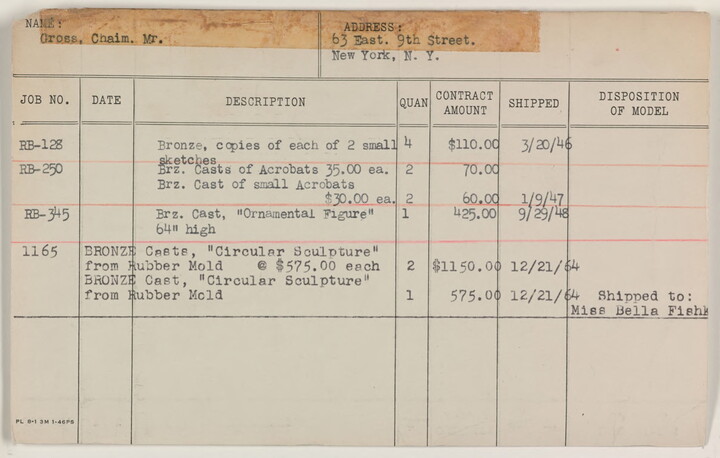 NAME: ADDRESS:
Gross, Chaim. Mr. 63 East. 9th Street.
New York, N. Y.
JOB NO. DATE DESCRIPTION QUAN CONTRACT AMOUNT SHIPPED DISPOSITION OF MODEL
RB-128 Bronze, copies of each of 2 small 4 $110.00 3/20/46
sketches
RB-250 Brz. Casts of Acrobats 35.00 ea. 2 70.00
Brz. Cast of small Acrobats
$30.00 ea. 2 60.00 1/9/47
RB-345 Brz. Cast, "Ornamental Figure" 1 425.00 9/29/48
64" high
1165 BRONZE Casts, "Circular Sculpture"
from Rubber Mold @ $575.00 each 2 $1150.00 12/21/64
BRONZE Cast, "Circular Sculpture"
from Rubber Mold 1 575.00 12/21/64 Shipped to:
Miss Bella Fishk
PL 8-1 3M 1-46PS